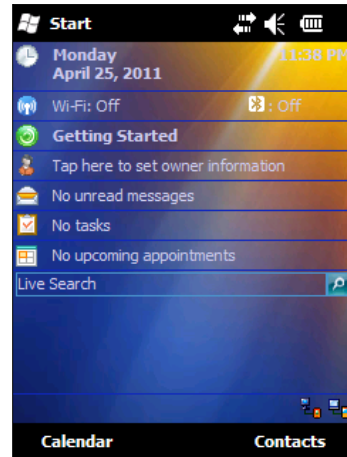 Start
Monday
April 25, 2011
11:38 PM
Wi-Fi: Off
: Off
Getting Started
Tap here to set owner information
No unread messages
No tasks
No upcoming appointments
Live Search
Calendar
Contacts